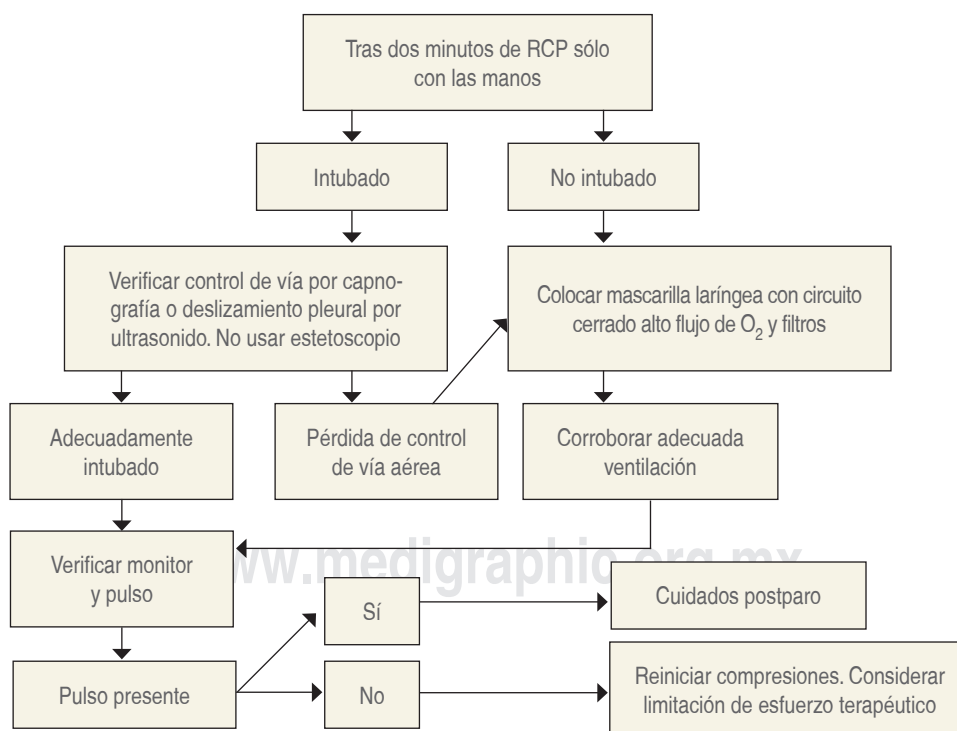 Tras dos minutos de RCP sólo
con las manos
Intubado
No intubado
Verificar control de vía por capno-
grafía o deslizamiento pleural por
ultrasonido. No usar estetoscopio
Colocar mascarilla laríngea con circuito
cerrado alto flujo de O2 y filtros
Adecuadamente
intubado
Pérdida de control
de vía aérea
Corroborar adecuada
ventilación
Verificar monitor
y pulso
www.medigraphic.org.mx
Sí
Cuidados postparo
Pulso presente
No
Reiniciar compresiones. Considerar
limitación de esfuerzo terapéutico